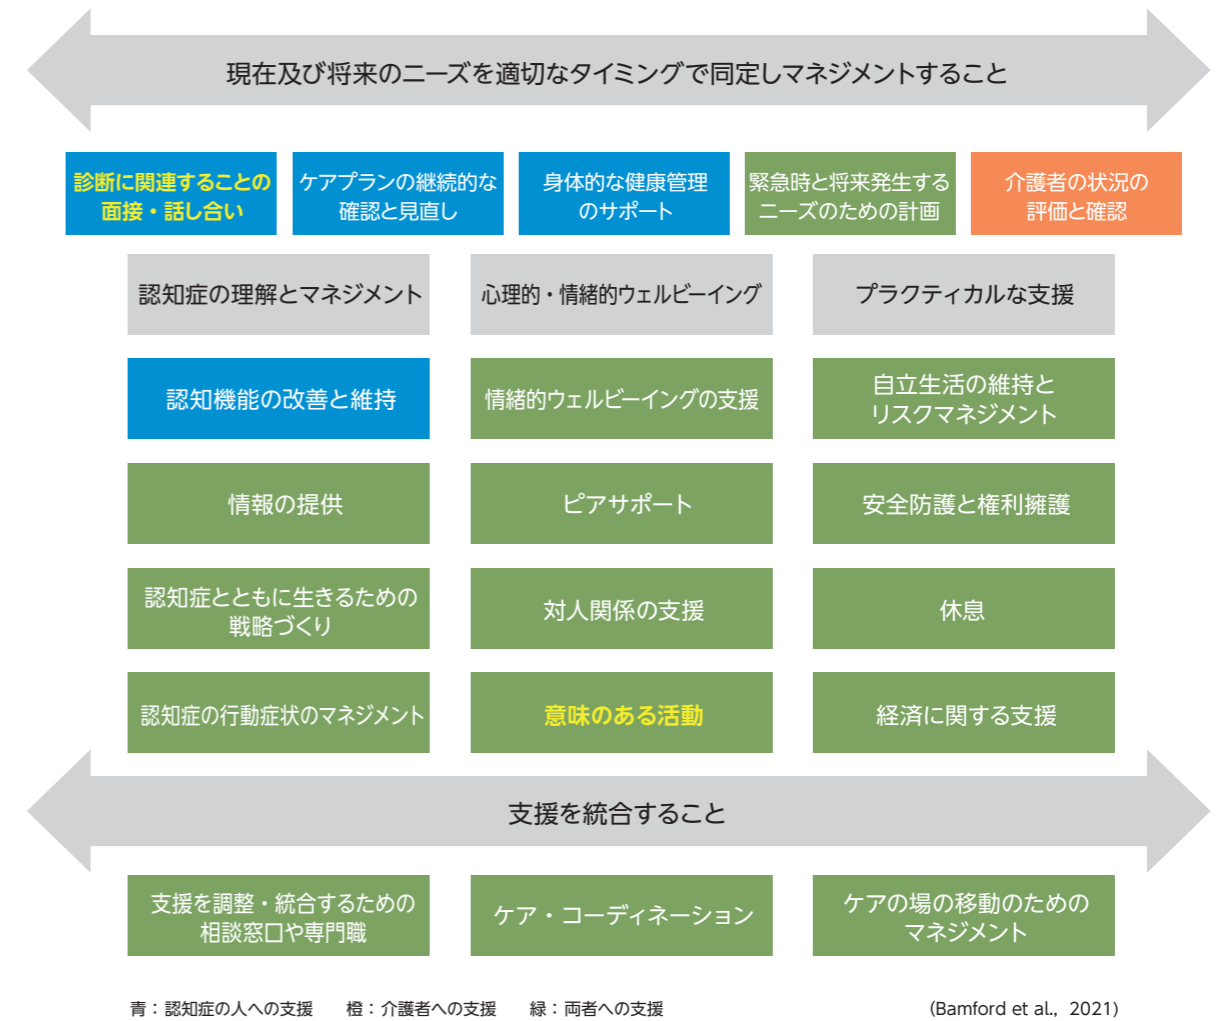 現在及び将来のニーズを適切なタイミングで同定しマネジメントすること
診断に関連することの
面接・話し合い
ケアプランの継続的な
確認と見直し
身体的な健康管理
のサポート
緊急時と将来発生する
ニーズのための計画
介護者の状況の
評価と確認
認知症の理解とマネジメント
心理的・情緒的ウェルビーイング
プラクティカルな支援
認知機能の改善と維持
情緒的ウェルビーイングの支援
自立生活の維持と
リスクマネジメント
情報の提供
ピアサポート
安全防護と権利擁護
認知症とともに生きるための
戦略づくり
対人関係の支援
休息
認知症の行動症状のマネジメント
意味のある活動
経済に関する支援
支援を統合すること
支援を調整・統合するための
相談窓口や専門職
ケア・コーディネーション
ケアの場の移動のための
マネジメント
青：認知症の人への支援　橙：介護者への支援　緑：両者への支援
(Bamford et al., 2021)